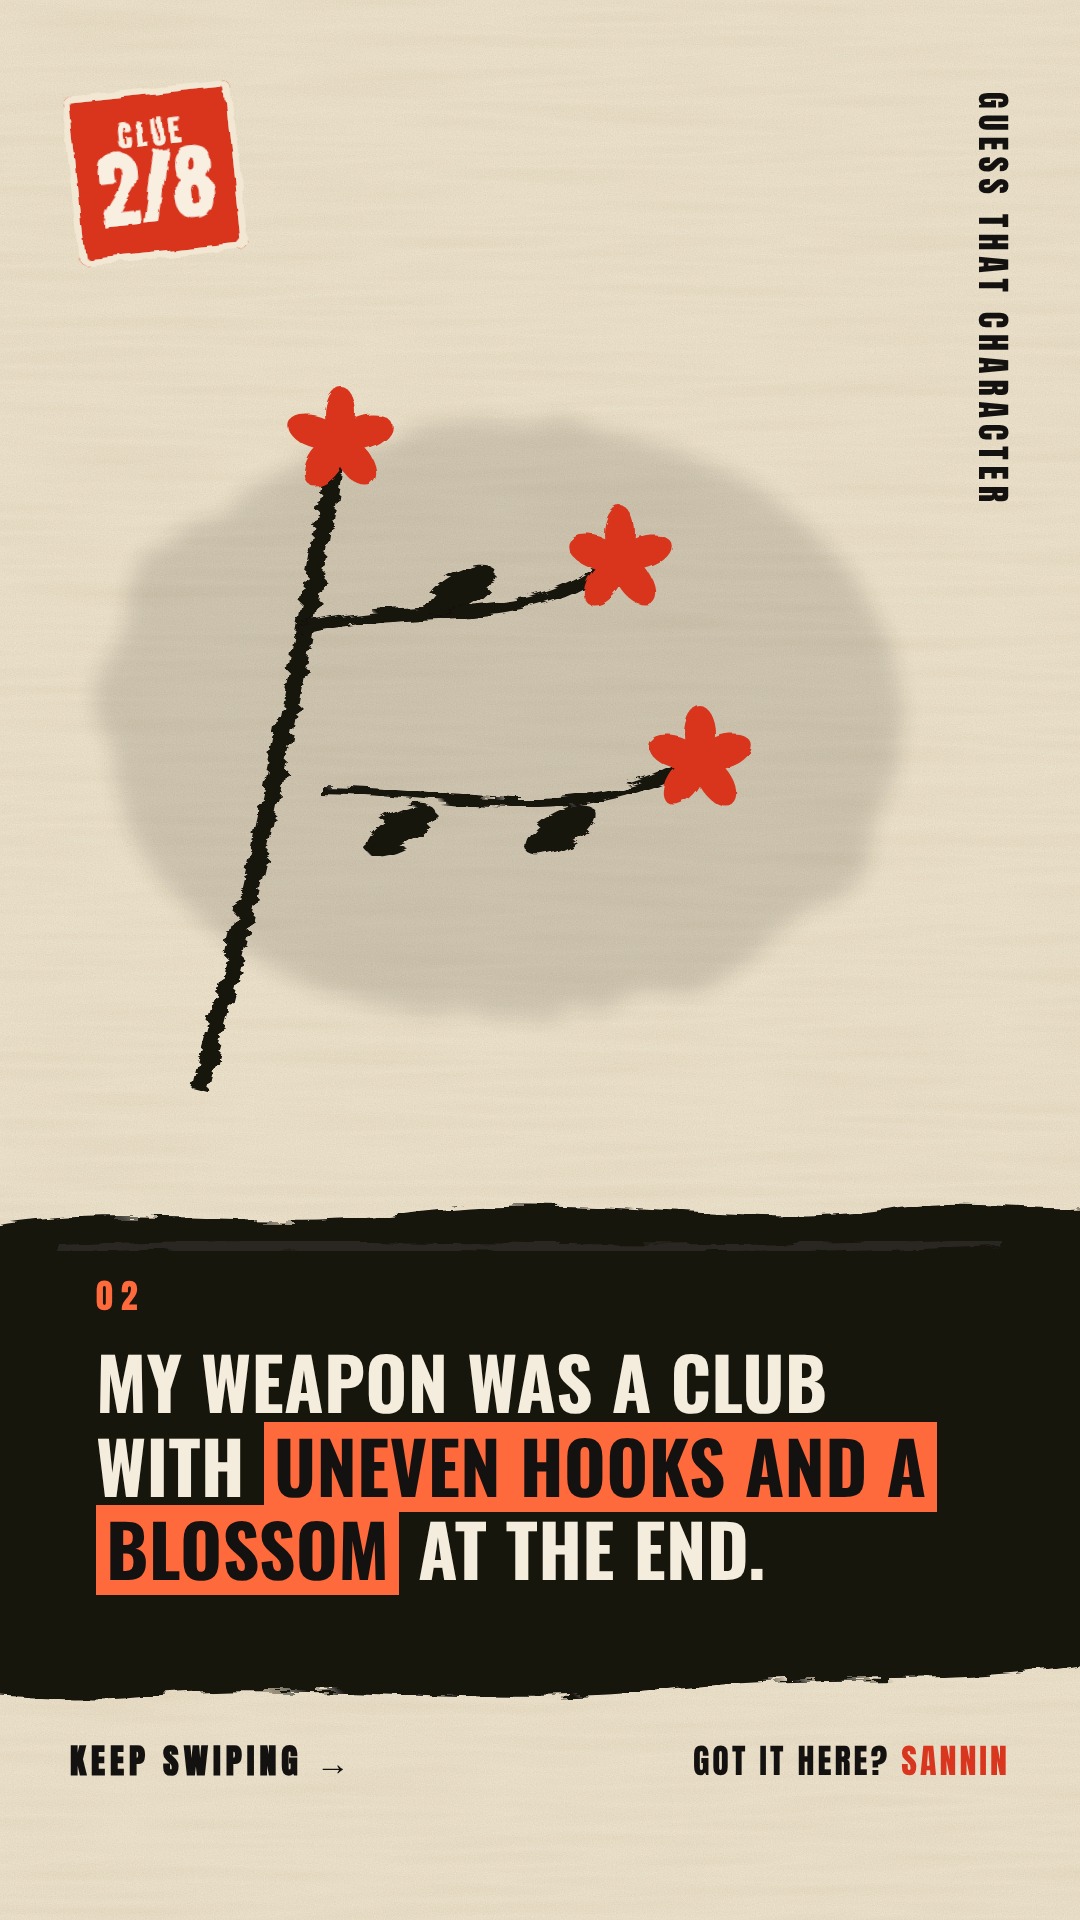 CLUE
2/8
GUESS THAT CHARACTER
02
MY WEAPON WAS A CLUB
WITH UNEVEN HOOKS AND A
BLOSSOM AT THE END.
KEEP SWIPING →
GOT IT HERE? SANNIN